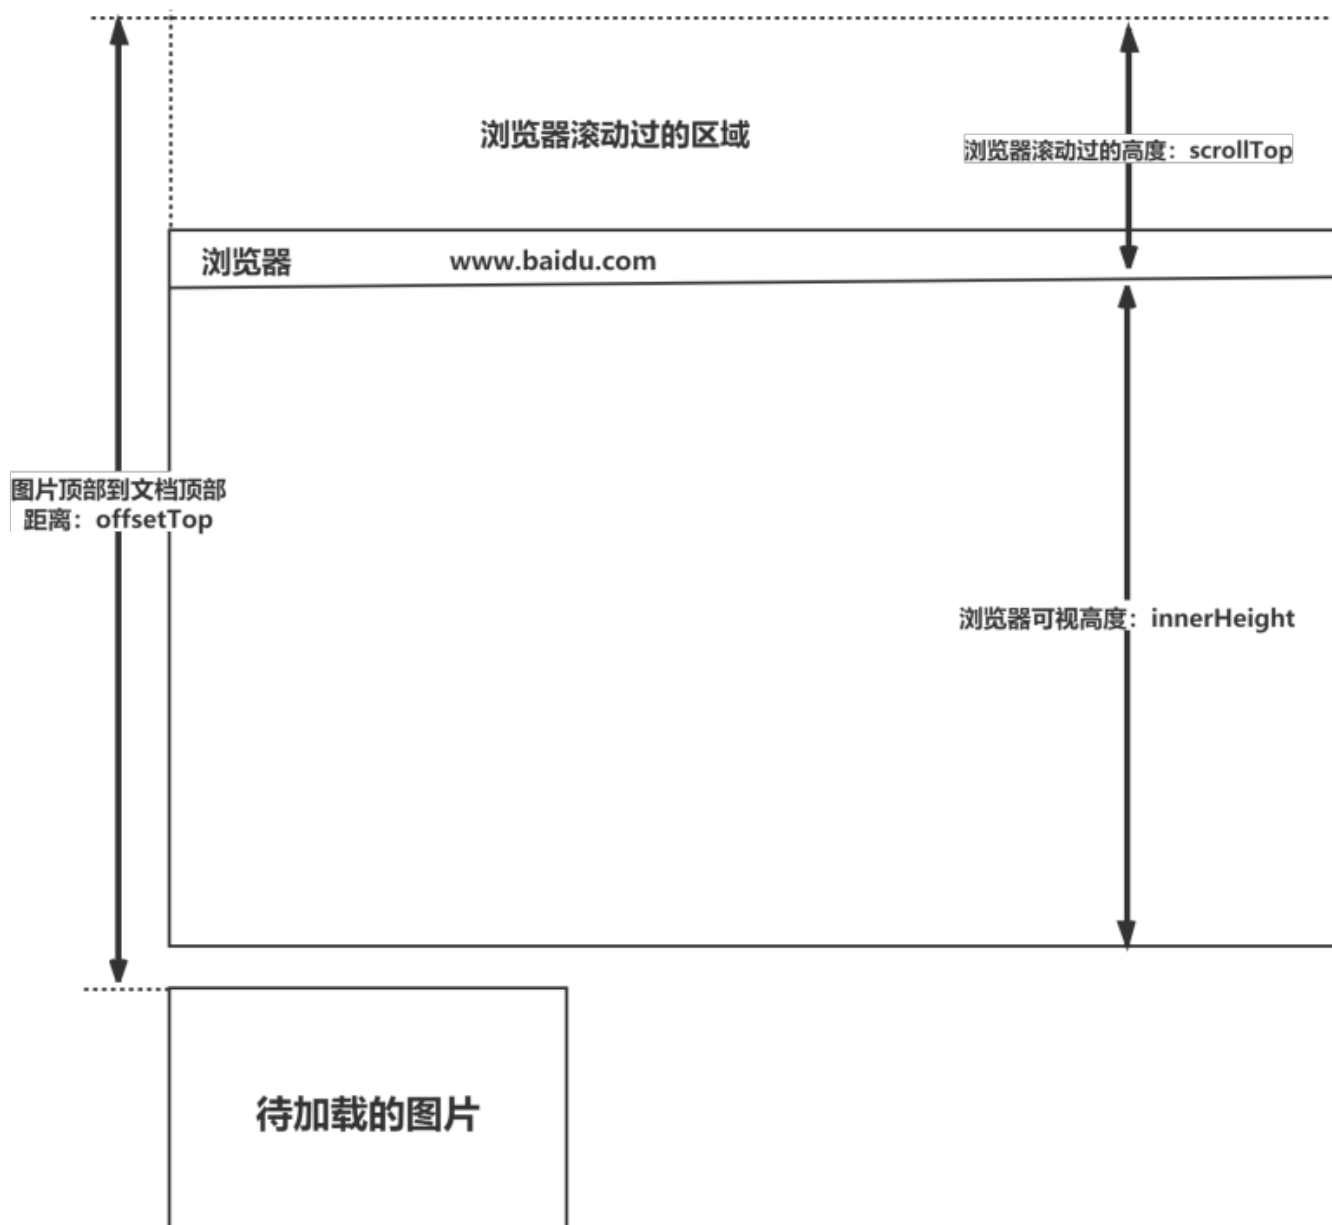 浏览器滚动过的区域
浏览器滚动过的高度：scrollTop
浏览器
www.baidu.com
图片顶部到文档顶部
距离：offsetTop
浏览器可视高度：innerHeight
待加载的图片